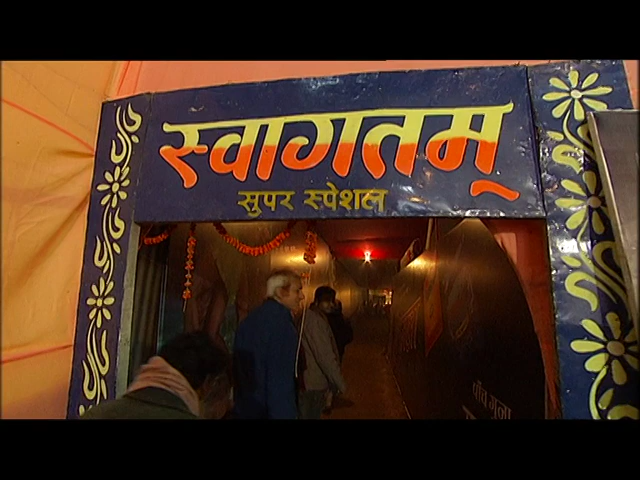 स्वागतम्
सुपर स्पेशल
पाँच मुना